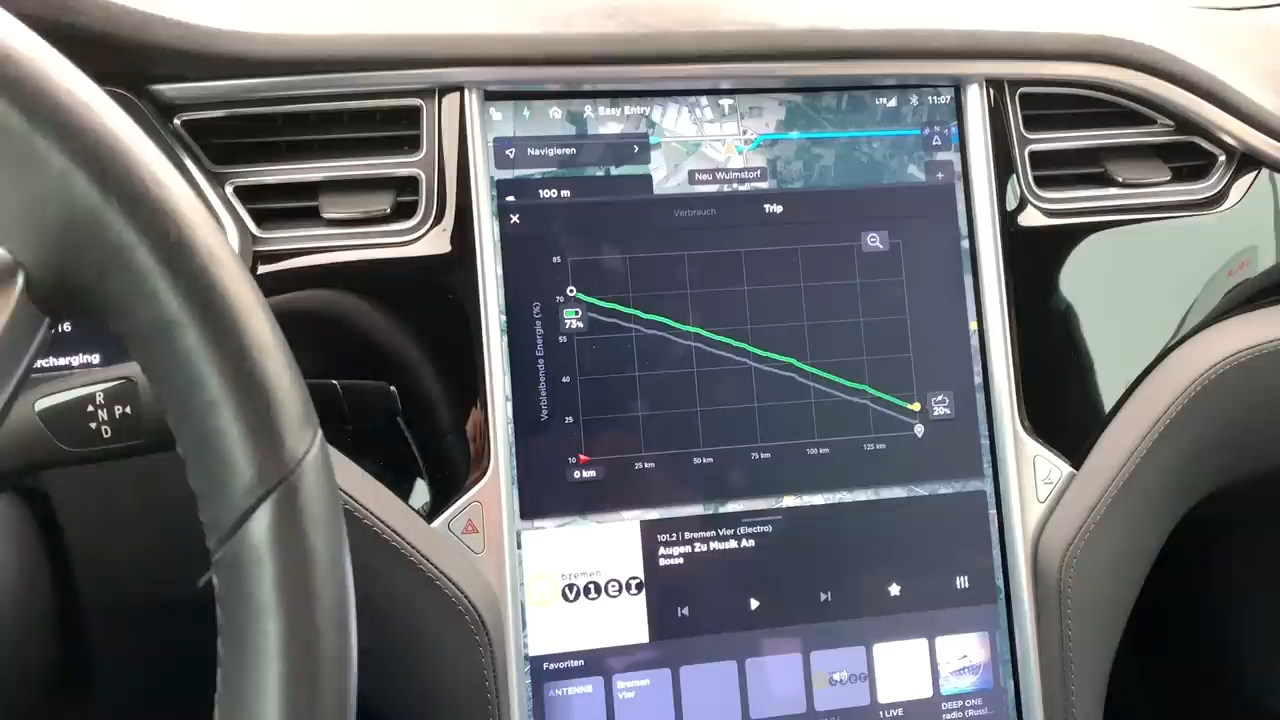 Easy Entry
LTE
11:07
Navigieren
N
Neu Wulmstorf
100 m
Verbrauch
Trip
Verbleibende Energie (%)
85
70
55
40
25
10
73%
20%
0 km
25 km
50 km
75 km
100 km
125 km
rcharging
R
N P
D
101.2 | Bremen Vier (Electro)
Augen Zu Musik An
Bosse
bremen
vier
Favoriten
ANTENNE
Bremen
Vier
1 LIVE
DEEP ONE
radio (Russ|...